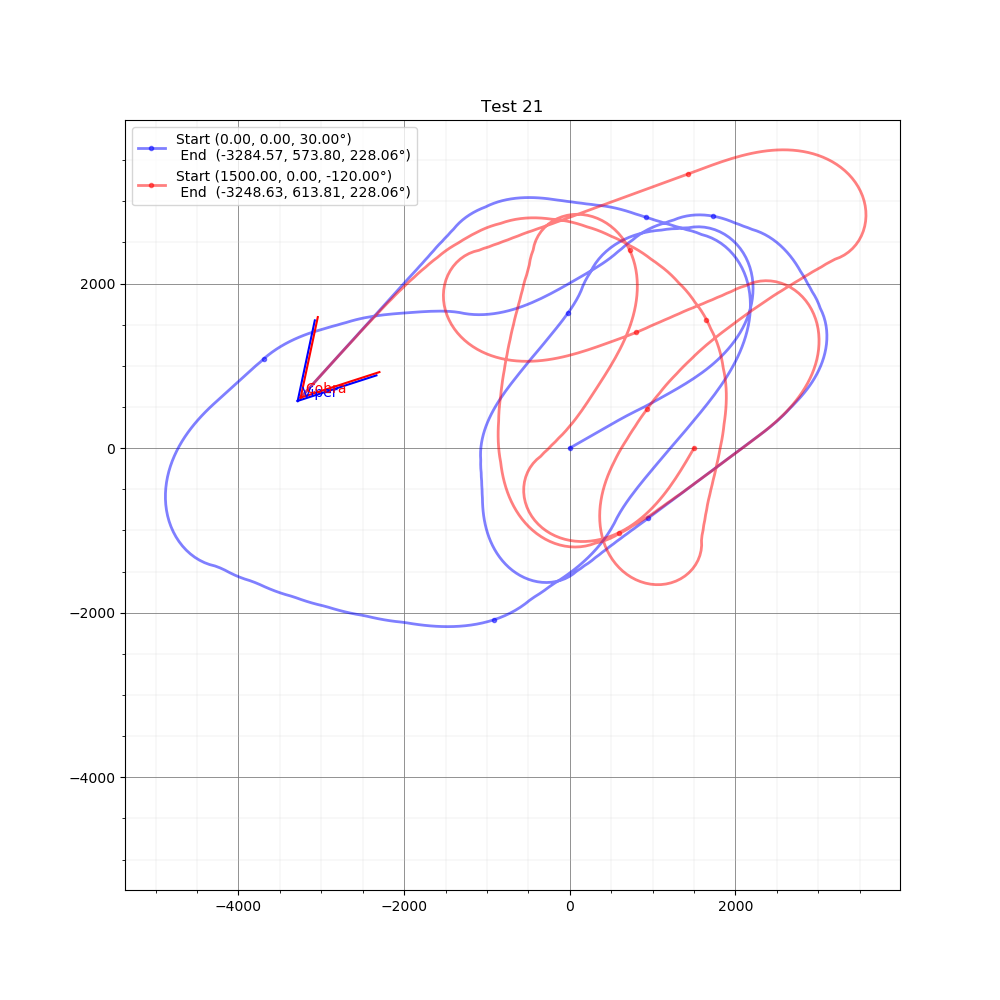 Test 21
Start (0.00, 0.00, 30.00°)
End (-3284.57, 573.80, 228.06°)
Start (1500.00, 0.00, -120.00°)
End (-3248.63, 613.81, 228.06°)
2000
0
−2000
−4000
Cobra
Viper
−4000
−2000
0
2000